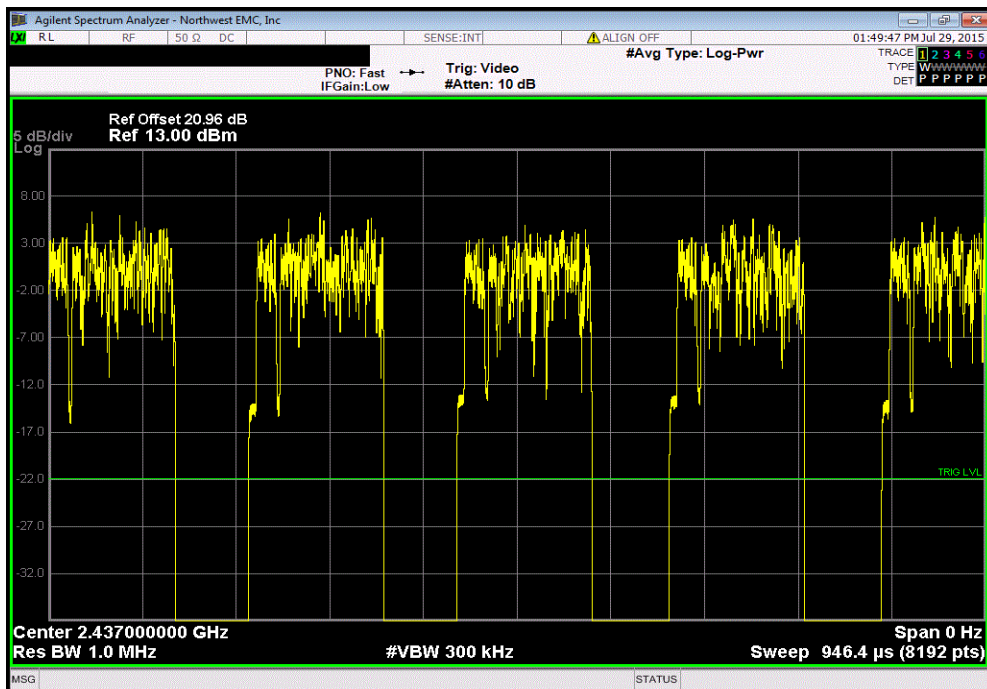 Agilent Spectrum Analyzer - Northwest EMC, Inc
LXI RL RF 50 Ω DC SENSE:INT ALIGN OFF 01:49:47 PM Jul 29, 2015
#Avg Type: Log-Pwr
TRACE 1 2 3 4 5 6
PNO: Fast Trig: Video TYPE WWWWWW
IFGain:Low #Atten: 10 dB DET P P P P P P
Ref Offset 20.96 dB
5 dB/div Ref 13.00 dBm
Log
8.00
3.00
-2.00
-7.00
-12.0
-17.0
-22.0
TRIG LVL
-27.0
-32.0
Center 2.437000000 GHz Span 0 Hz
Res BW 1.0 MHz #VBW 300 kHz Sweep 946.4 µs (8192 pts)
MSG STATUS